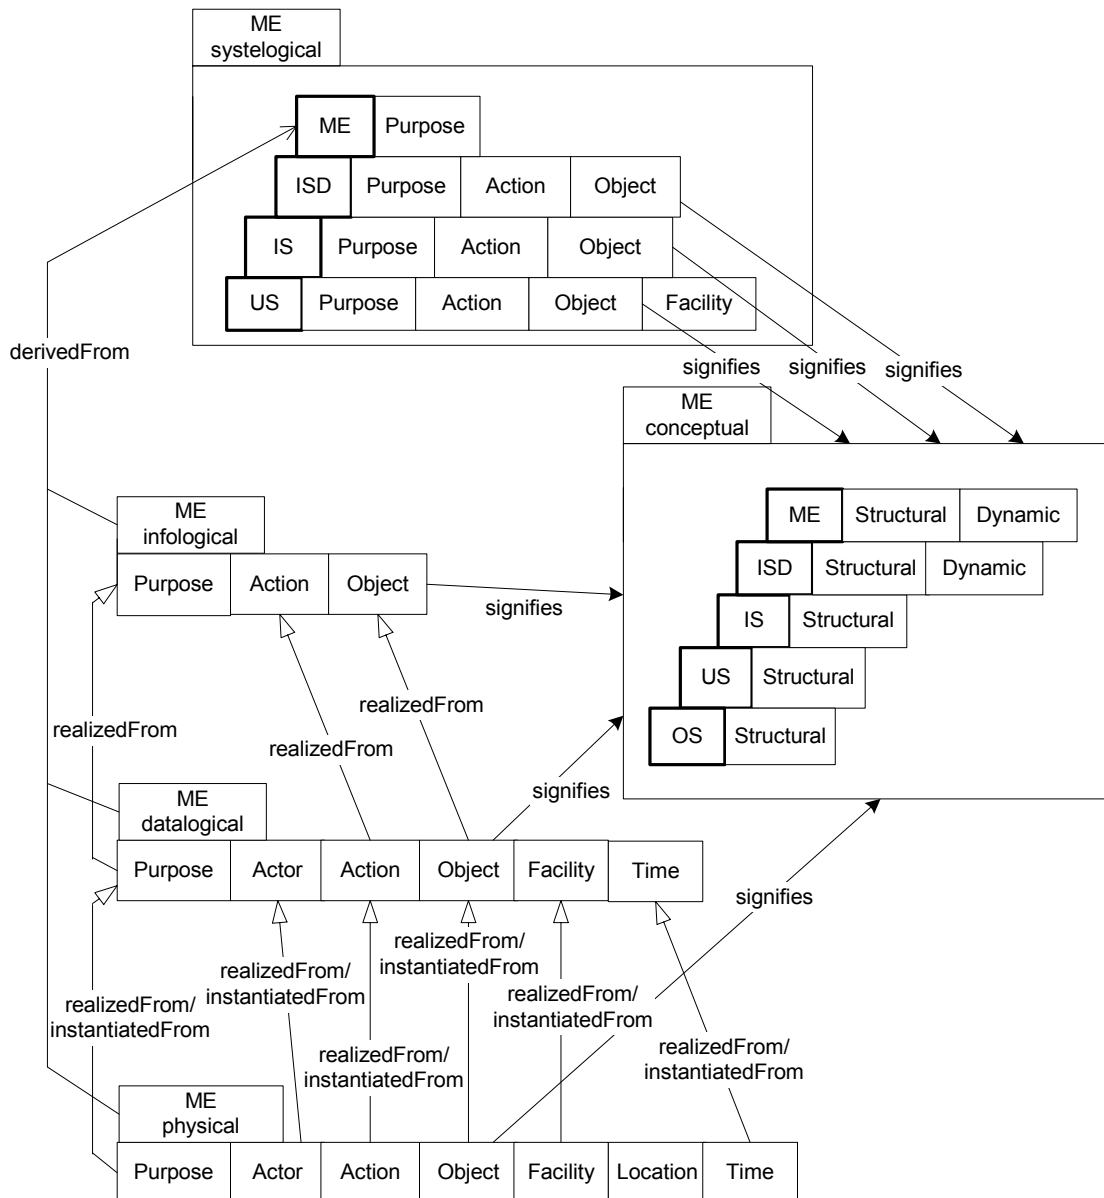 ME
systelogical
ME Purpose
ISD Purpose Action Object
IS Purpose Action Object
US Purpose Action Object Facility
derivedFrom
signifies signifies signifies
ME
conceptual
ME Structural Dynamic
ISD Structural Dynamic
IS Structural
US Structural
OS Structural
ME
infological
Purpose Action Object
signifies
realizedFrom
realizedFrom
realizedFrom
signifies
ME
datalogical
Purpose Actor Action Object Facility Time
signifies
realizedFrom/
instantiatedFrom
realizedFrom/
instantiatedFrom
realizedFrom/
instantiatedFrom
realizedFrom/
instantiatedFrom
realizedFrom/
instantiatedFrom
realizedFrom/
instantiatedFrom
ME
physical
Purpose Actor Action Object Facility Location Time